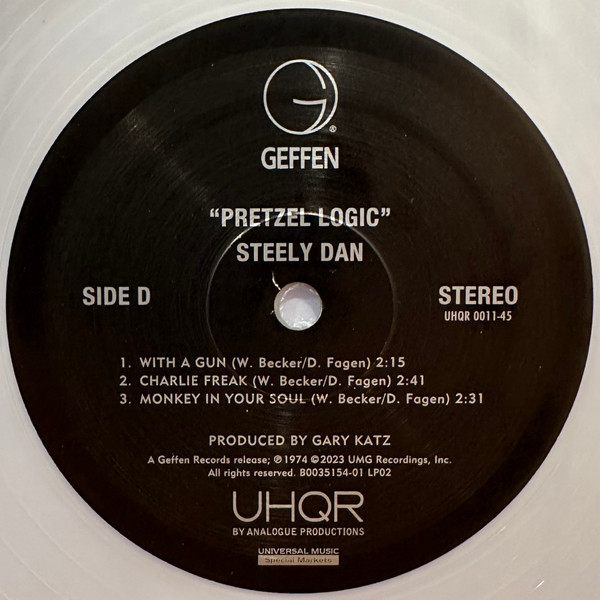 G®
GEFFEN
“PRETZEL LOGIC”
STEELY DAN
SIDE D
STEREO
UHQR 0011-45
1. WITH A GUN (W. Becker/D. Fagen) 2:15
2. CHARLIE FREAK (W. Becker/D. Fagen) 2:41
3. MONKEY IN YOUR SOUL (W. Becker/D. Fagen) 2:31
PRODUCED BY GARY KATZ
A Geffen Records release; ℗1974 ©2023 UMG Recordings, Inc.
All rights reserved. B0035154-01 LP02
UHQR
BY ANALOGUE PRODUCTIONS
UNIVERSAL MUSIC
Special Markets